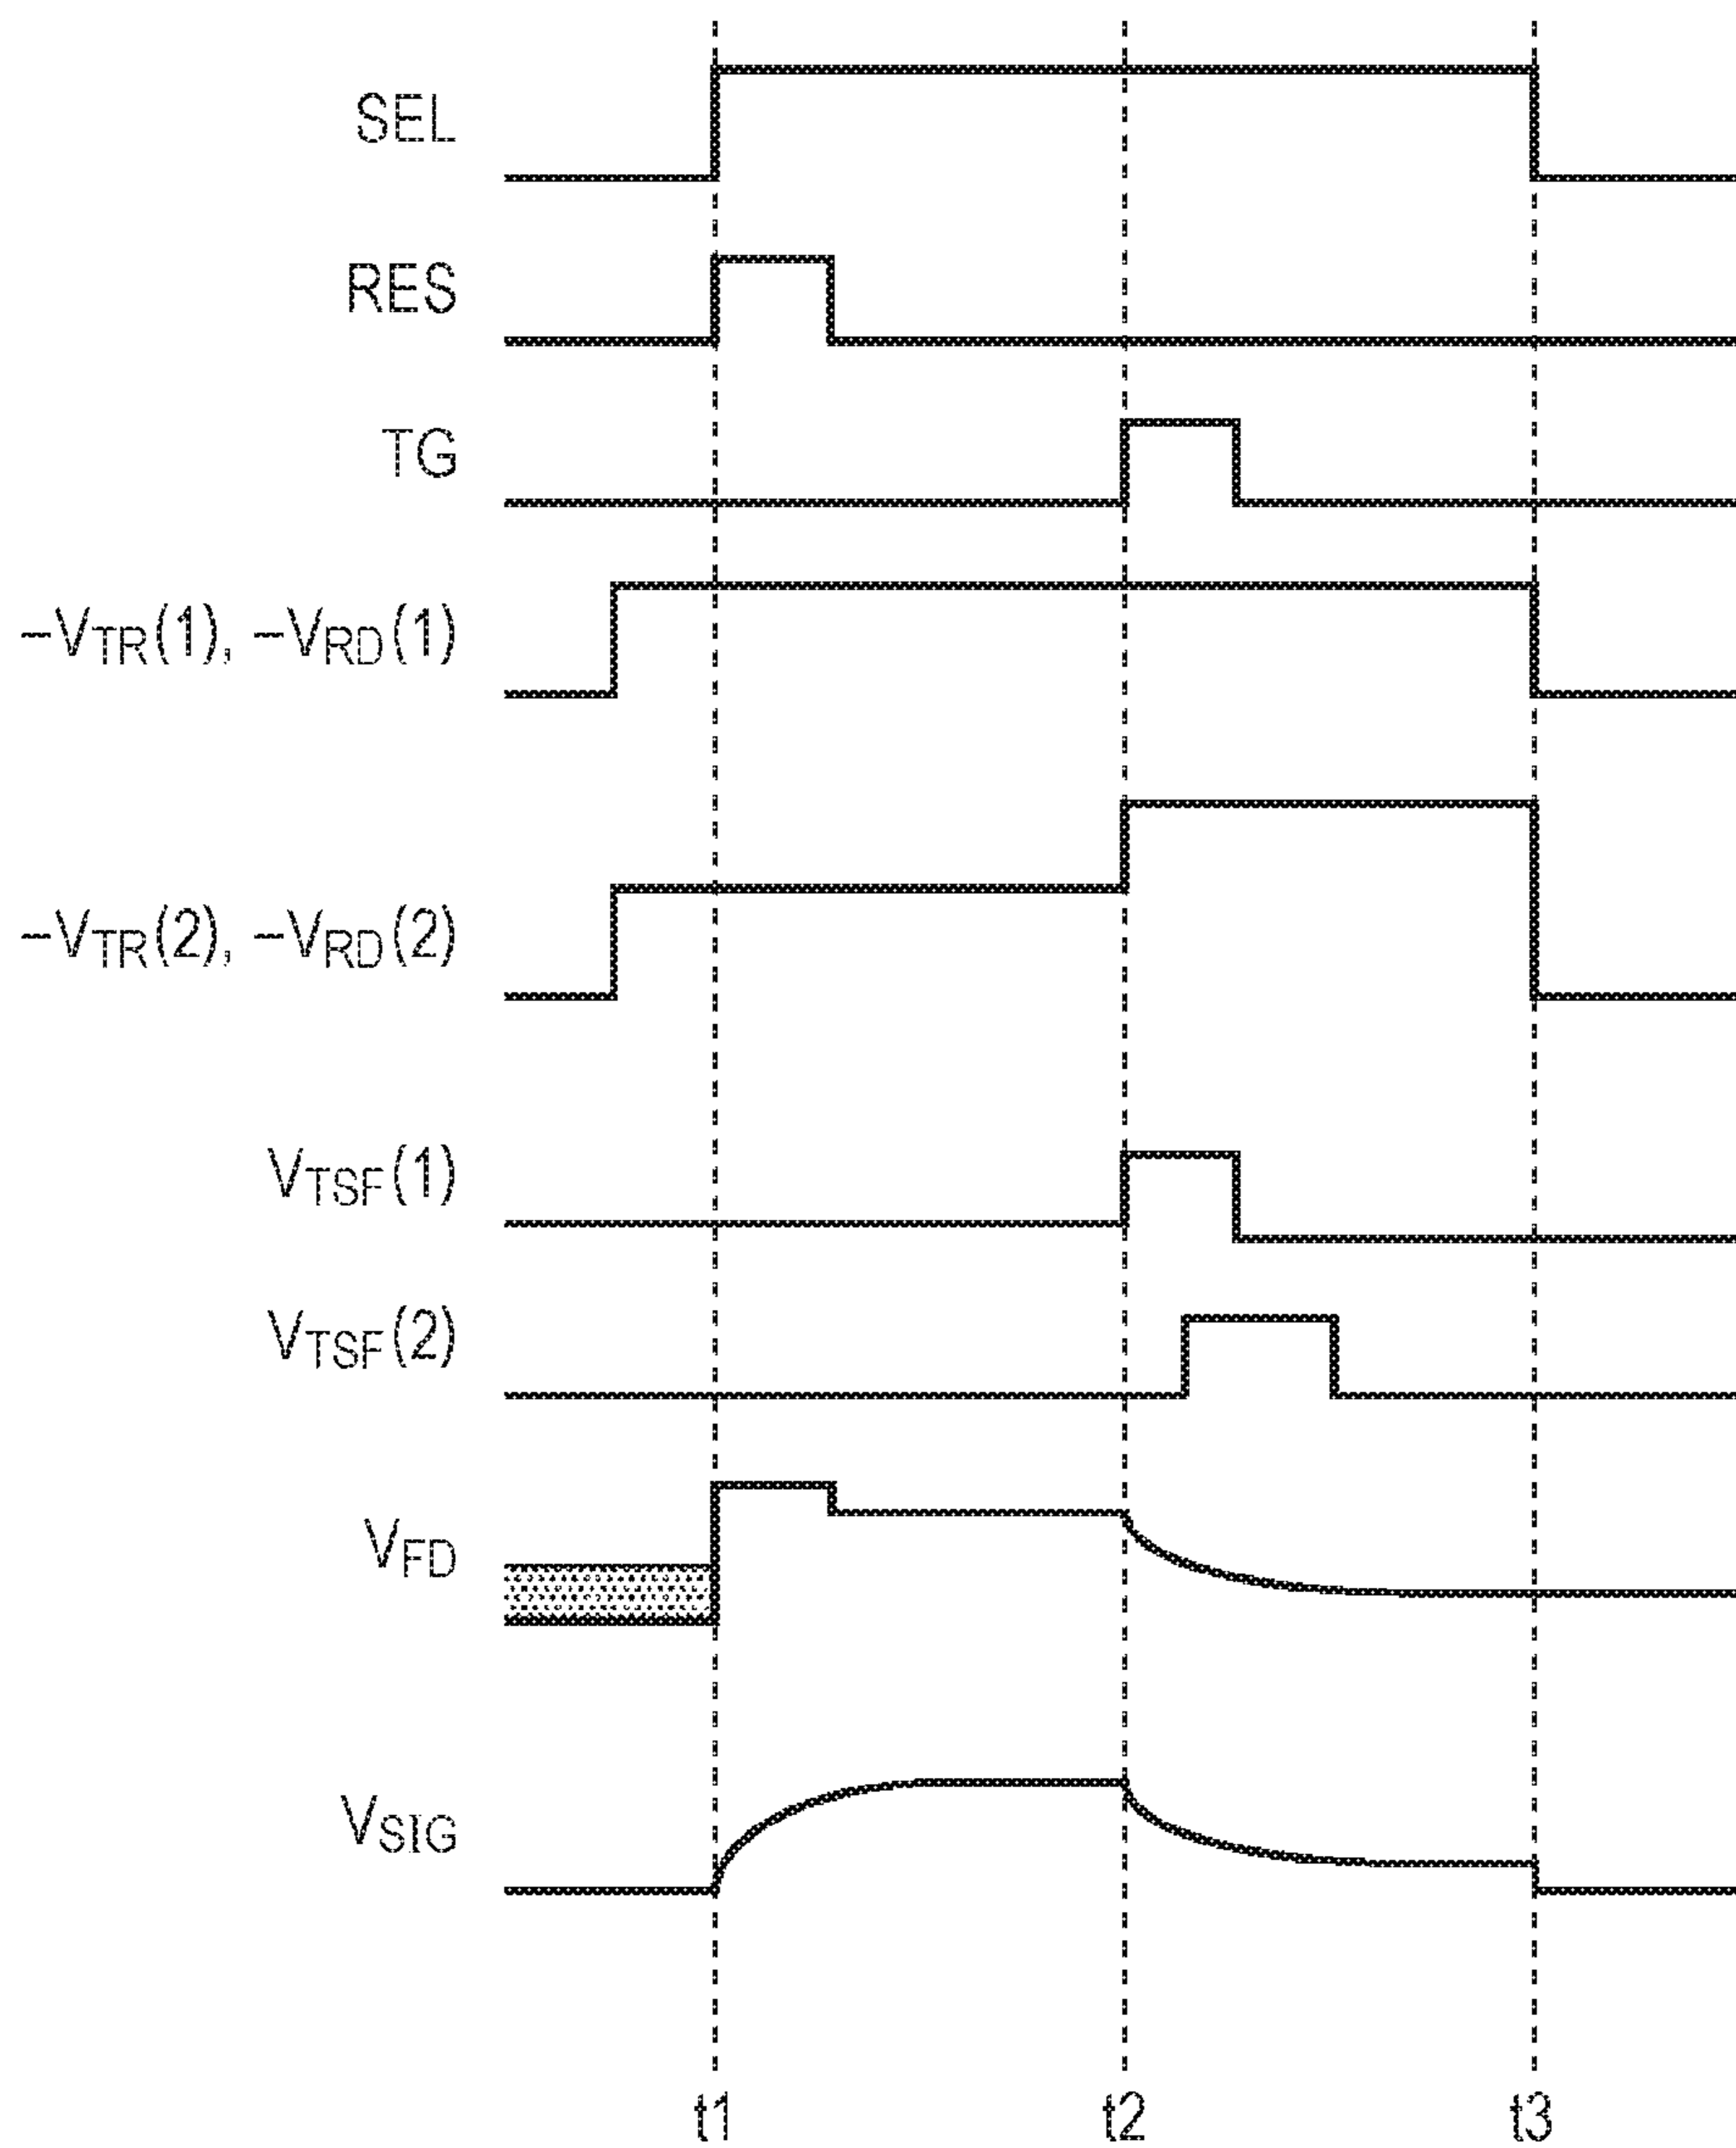 SEL
RES
TG
–VTR(1), –VRD(1)
–VTR(2), –VRD(2)
VTSF(1)
VTSF(2)
VFD
VSIG
t1 t2 t3